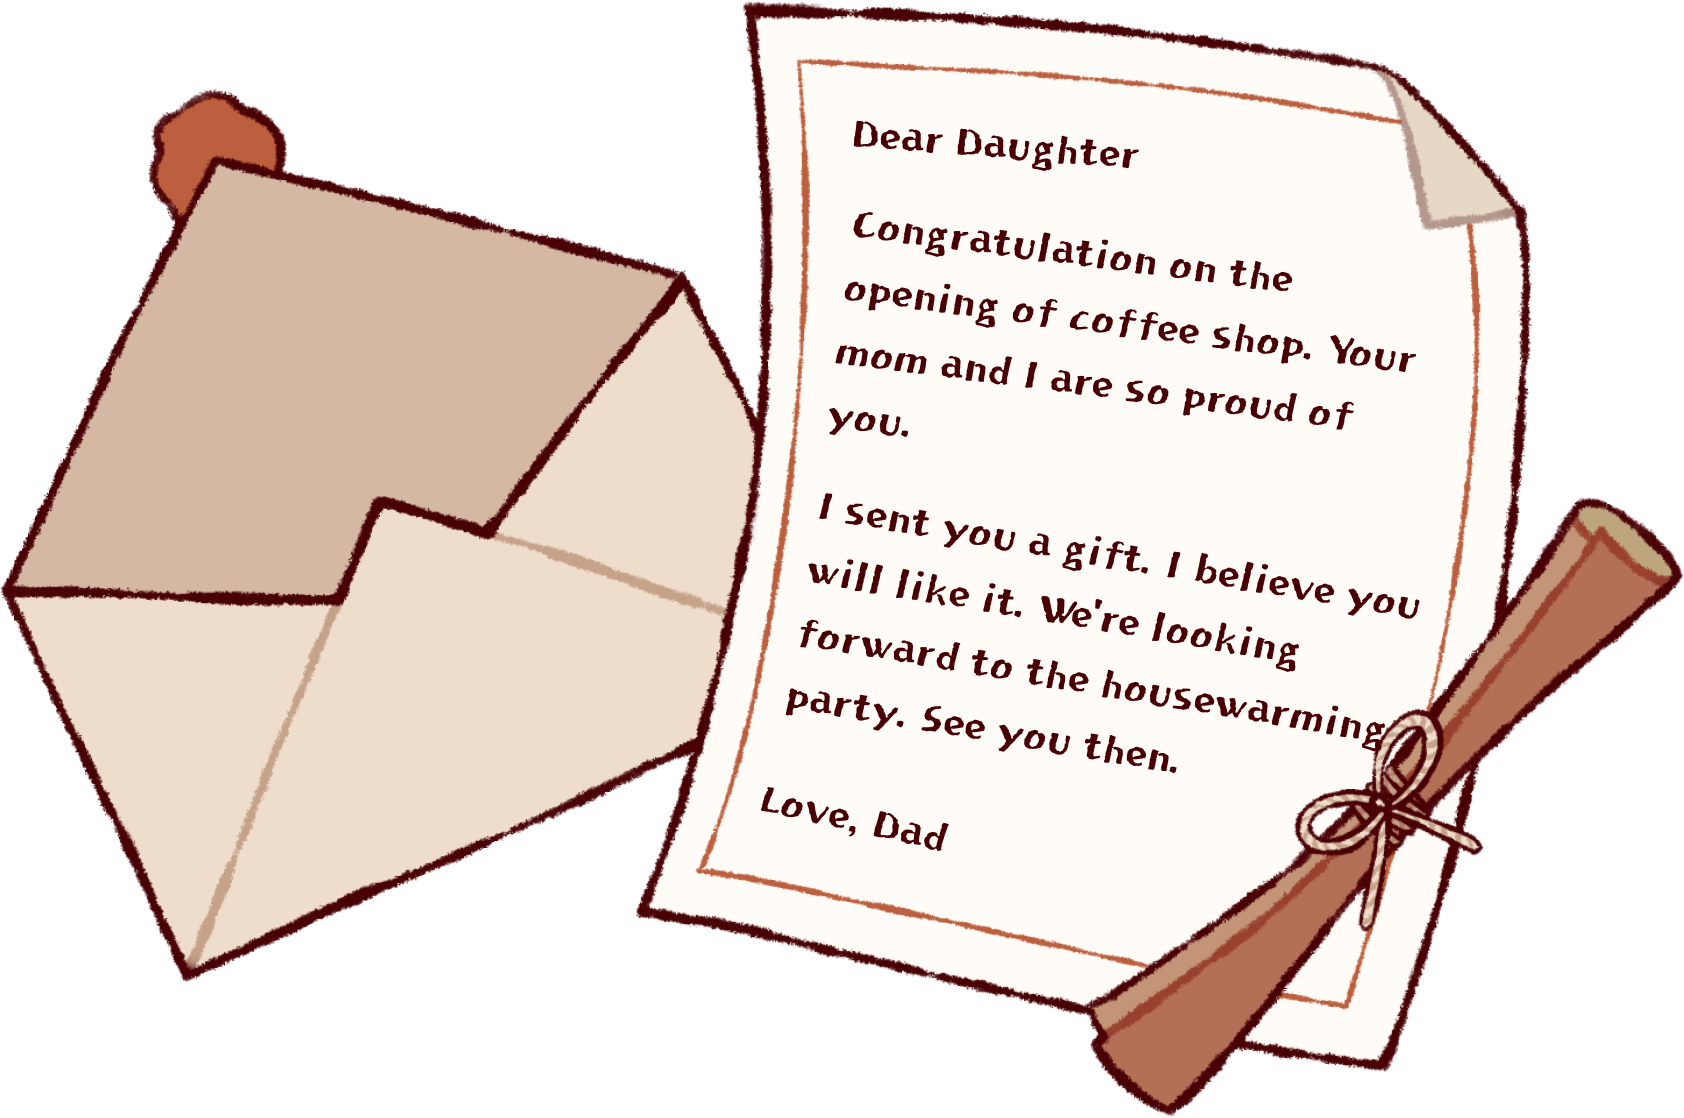 Dear Daughter
Congratulation on the
opening of coffee shop. Your
mom and I are so proud of
you.
I sent you a gift. I believe you
will like it. We're looking
forward to the housewarming
party. See you then.
Love, Dad